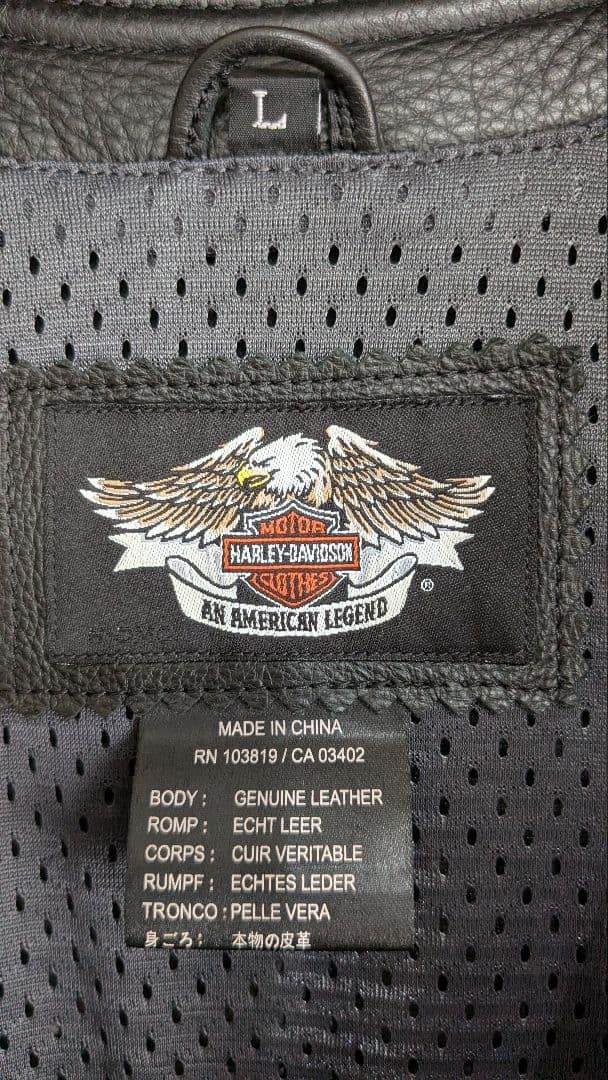 L
MOTOR
HARLEY-DAVIDSON
CLOTHES
AN AMERICAN LEGEND
®
MADE IN CHINA
RN 103819 / CA 03402
BODY : GENUINE LEATHER
ROMP : ECHT LEER
CORPS : CUIR VERITABLE
RUMPF : ECHTES LEDER
TRONCO : PELLE VERA
身ごろ : 本物の皮革